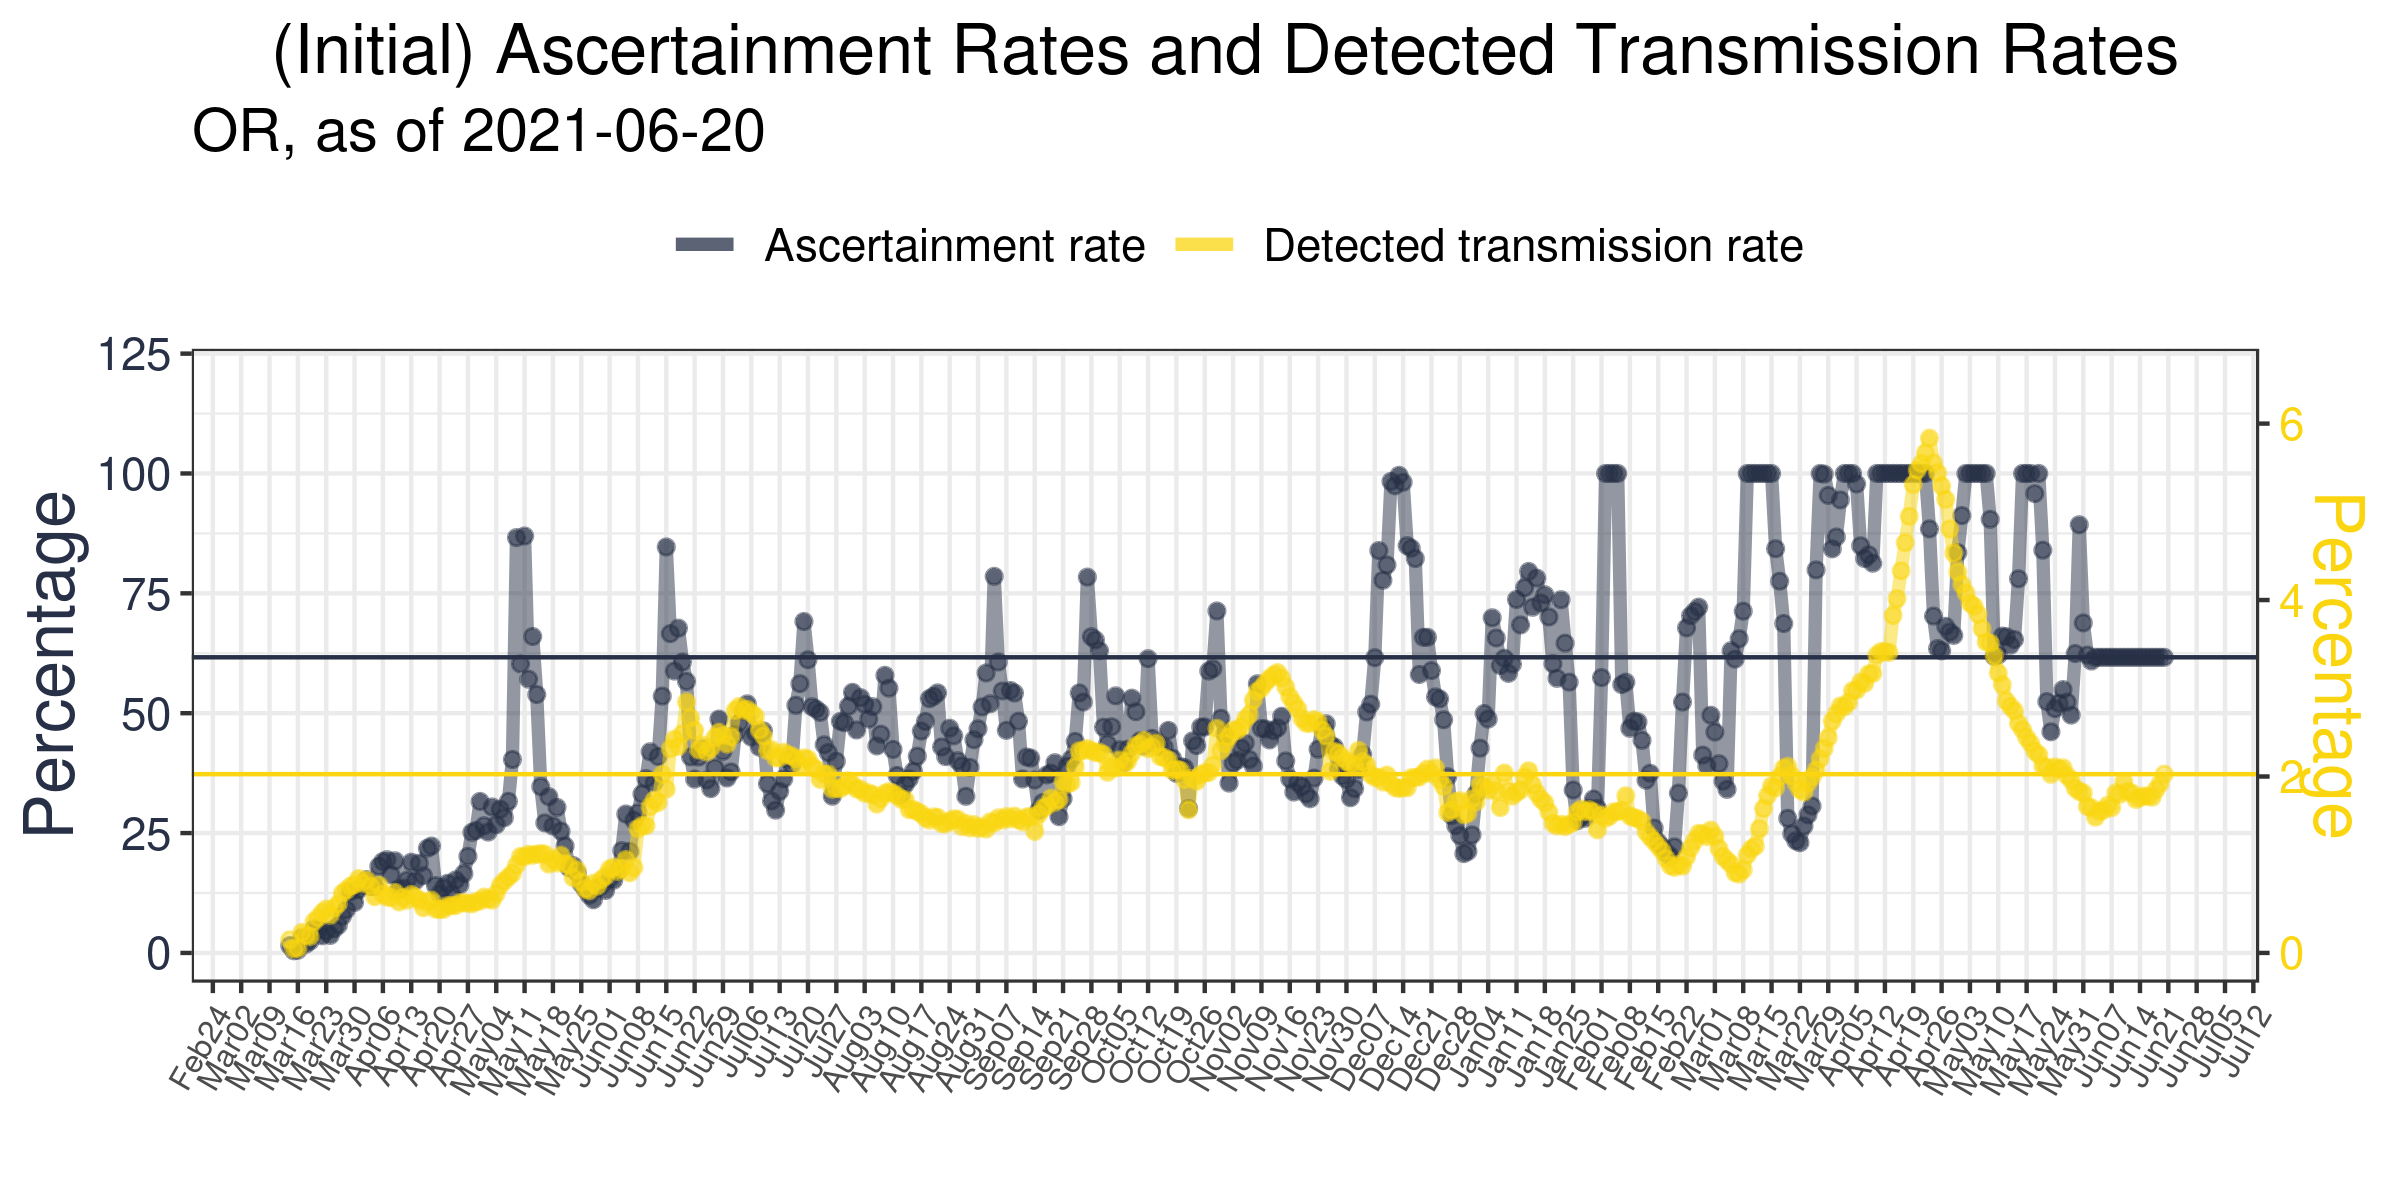 (Initial) Ascertainment Rates and Detected Transmission Rates
OR, as of 2021-06-20
Ascertainment rate
Detected transmission rate
Percentage
125
100
75
50
25
0
6
4
2
0
Percentage
Feb24
Mar02
Mar09
Mar16
Mar23
Mar30
Apr06
Apr13
Apr20
Apr27
May04
May11
May18
May25
Jun01
Jun08
Jun15
Jun22
Jun29
Jul06
Jul13
Jul20
Jul27
Aug03
Aug10
Aug17
Aug24
Aug31
Sep07
Sep14
Sep21
Sep28
Oct05
Oct12
Oct19
Oct26
Nov02
Nov09
Nov16
Nov23
Nov30
Dec07
Dec14
Dec21
Dec28
Jan04
Jan11
Jan18
Jan25
Feb01
Feb08
Feb15
Feb22
Mar01
Mar08
Mar15
Mar22
Mar29
Apr05
Apr12
Apr19
Apr26
May03
May10
May17
May24
May31
Jun07
Jun14
Jun21
Jun28
Jul05
Jul12